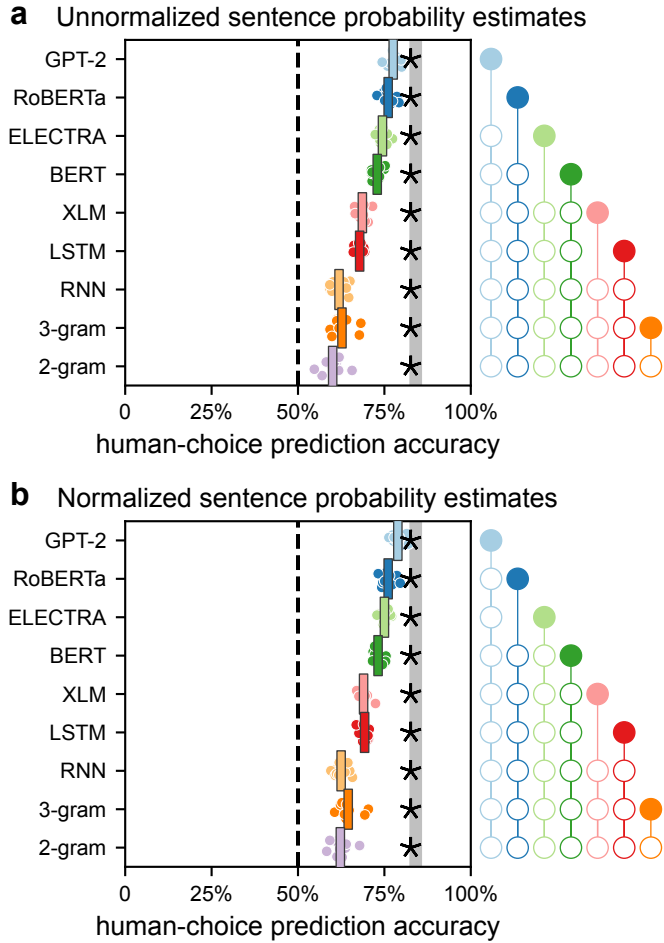 a Unnormalized sentence probability estimates
GPT-2
RoBERTa
ELECTRA
BERT
XLM
LSTM
RNN
3-gram
2-gram
0 25% 50% 75% 100%
human-choice prediction accuracy
b Normalized sentence probability estimates
GPT-2
RoBERTa
ELECTRA
BERT
XLM
LSTM
RNN
3-gram
2-gram
0 25% 50% 75% 100%
human-choice prediction accuracy